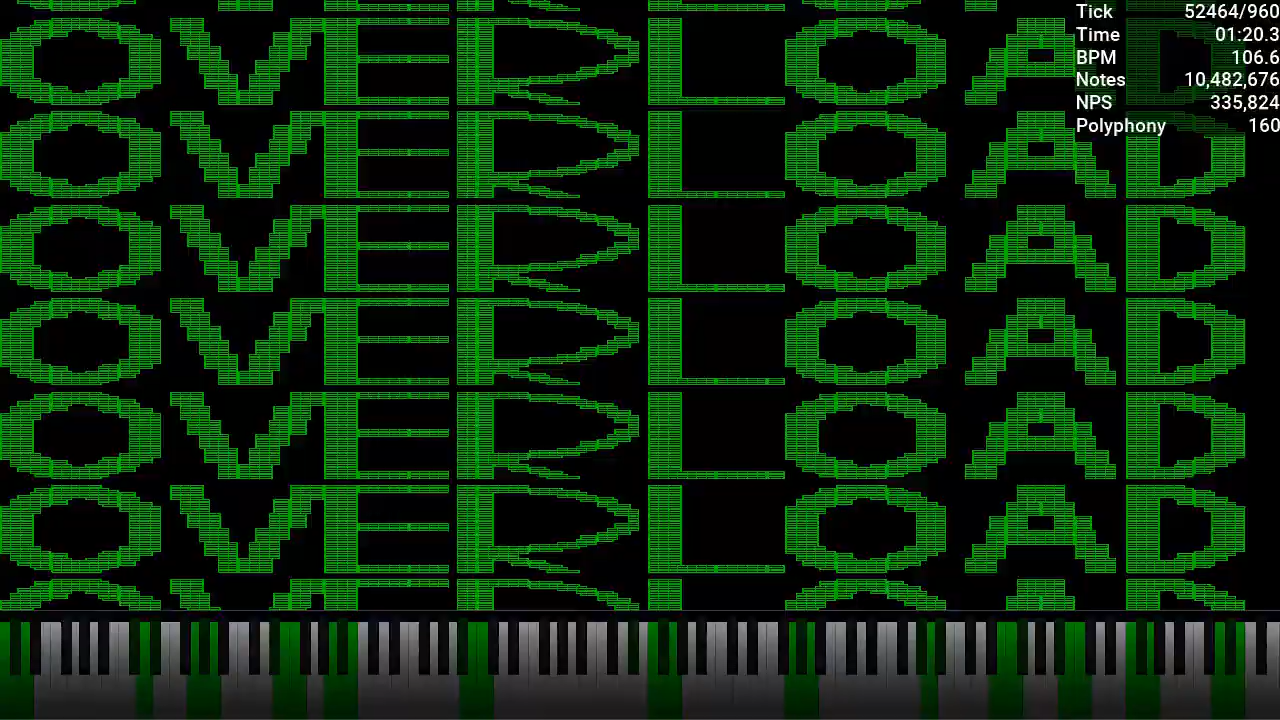 Tick 52464/960
Time 01:20.3
BPM 106.6
Notes 10,482,676
NPS 335,824
Polyphony 160
OVERLOAD
OVERLOAD
OVERLOAD
OVERLOAD
OVERLOAD
OVERLOAD